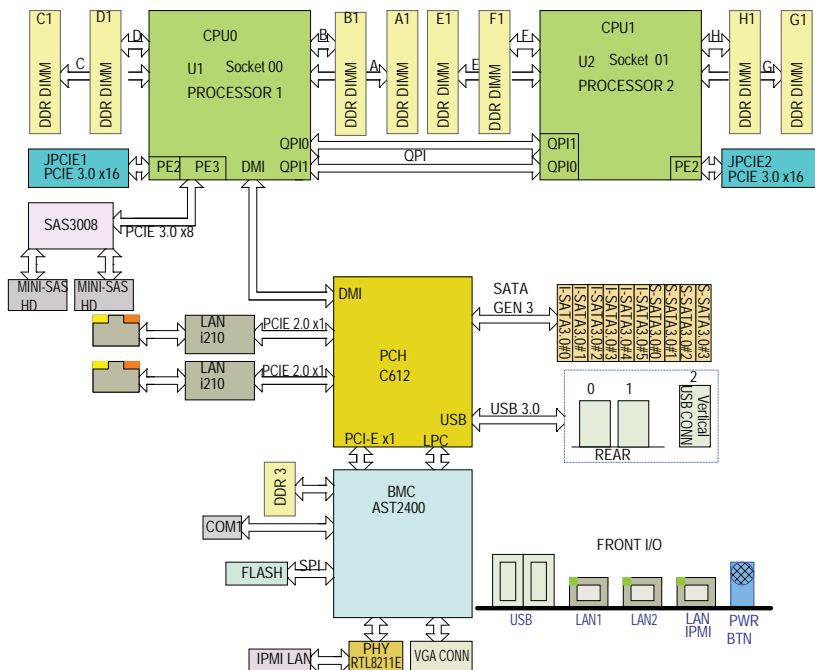 C1
D1
CPU0
B1
A1
E1
F1
CPU1
H1
G1
DDR DIMM
DDR DIMM
DDR DIMM
DDR DIMM
DDR DIMM
DDR DIMM
DDR DIMM
DDR DIMM
D
B
F
H
C
A
E
G
U1 Socket 00
PROCESSOR 1
U2 Socket 01
PROCESSOR 2
QPI0
QPI1
QPI
QPI1
QPI0
JPCIE1
PCIE 3.0 x16
PE2
PE3
DMI
PE2
JPCIE2
PCIE 3.0 x16
SAS3008
PCIE 3.0 x8
MINI-SAS
HD
MINI-SAS
HD
DMI
SATA
GEN 3
I-SATA3.0#0
I-SATA3.0#1
I-SATA3.0#2
I-SATA3.0#3
I-SATA3.0#4
I-SATA3.0#5
S-SATA3.0#0
S-SATA3.0#1
S-SATA3.0#2
S-SATA3.0#3
LAN
i210
PCIE 2.0 x1
LAN
i210
PCIE 2.0 x1
PCH
C612
USB
USB 3.0
0
1
2
Vertical
USB CONN
REAR
PCI-E x1
LPC
DDR 3
BMC
AST2400
COM1
FLASH
SPI
FRONT I/O
USB
LAN1
LAN2
LAN
IPMI
PWR
BTN
IPMI LAN
PHY
RTL8211E
VGA CONN